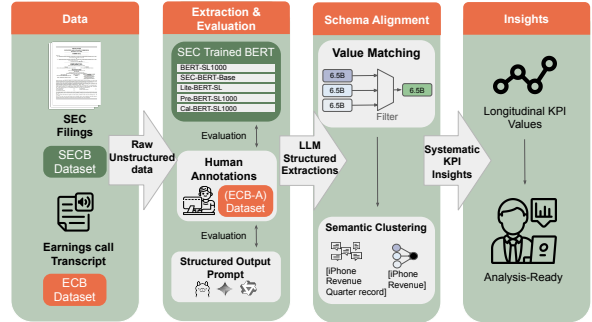 Data
SEC
Filings
SECB
Dataset
Earnings call
Transcript
ECB
Dataset
Raw
Unstructured
data
Extraction &
Evaluation
SEC Trained BERT
BERT-SL1000
SEC-BERT-Base
Lite-BERT-SL
Pre-BERT-SL1000
Cal-BERT-SL1000
Evaluation
Human
Annotations
(ECB-A)
Dataset
Evaluation
Structured Output
Prompt
LLM
Structured
Extractions
Schema Alignment
Value Matching
6.5B
6.5B
6.5B
6.5B
Filter
Semantic Clustering
[iPhone
Revenue
Quarter record]
[iPhone
Revenue]
Systematic
KPI
Insights
Insights
Longitudinal KPI
Values
Analysis-Ready